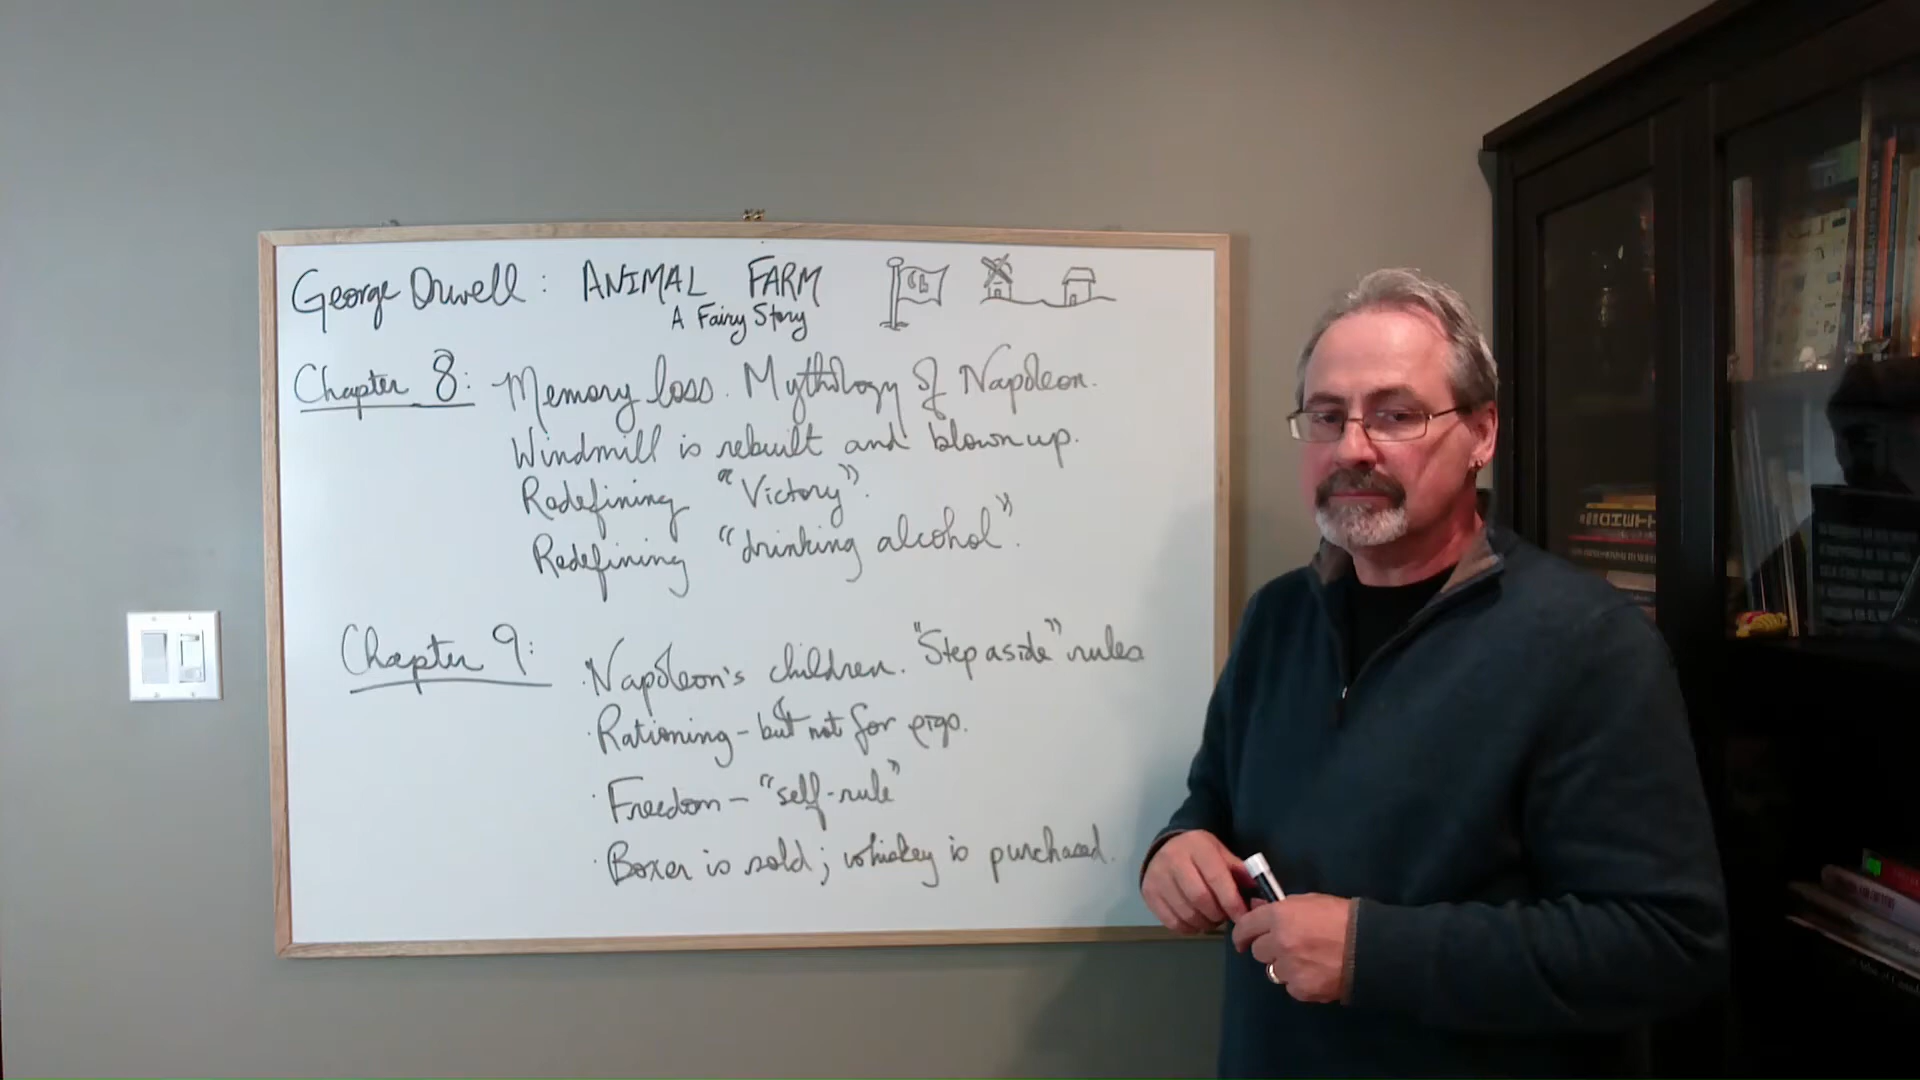 George Orwell: ANIMAL FARM
A Fairy Story
Chapter 8: Memory loss. Mythology of Napoleon.
Windmill is rebuilt and blown up.
Redefining "Victory".
Redefining "drinking alcohol".
Chapter 9: · Napoleon's children. "Step aside" rules
· Rationing - but not for pigs.
· Freedom - "self-rule"
· Boxer is sold; whiskey is purchased.